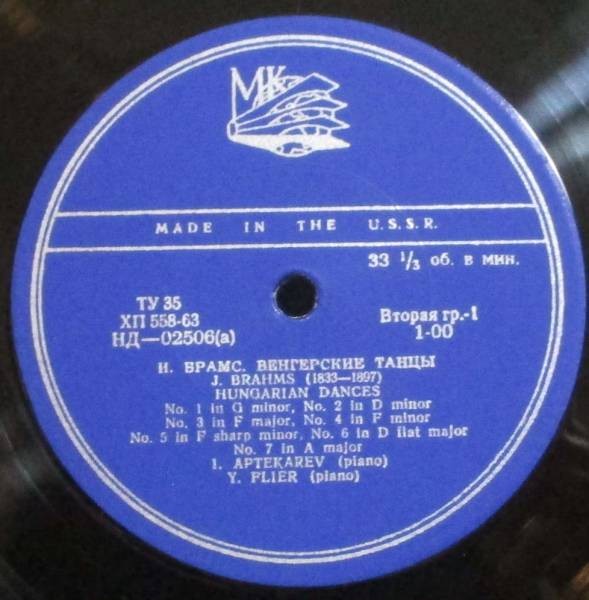 МК
MADE IN THE U.S.S.R.
33 1/3 об. в мин.
ТУ 35
ХП 558-63
НД—02506(а)
Вторая гр.-1
1-00
И. БРАМС. ВЕНГЕРСКИЕ ТАНЦЫ
J. BRAHMS (1833—1897)
HUNGARIAN DANCES
No. 1 in G minor, No. 2 in D minor
No. 3 in F major, No. 4 in F minor
No. 5 in F sharp minor, No. 6 in D flat major
No. 7 in A major
I. APTEKAREV (piano)
Y. FLIER (piano)